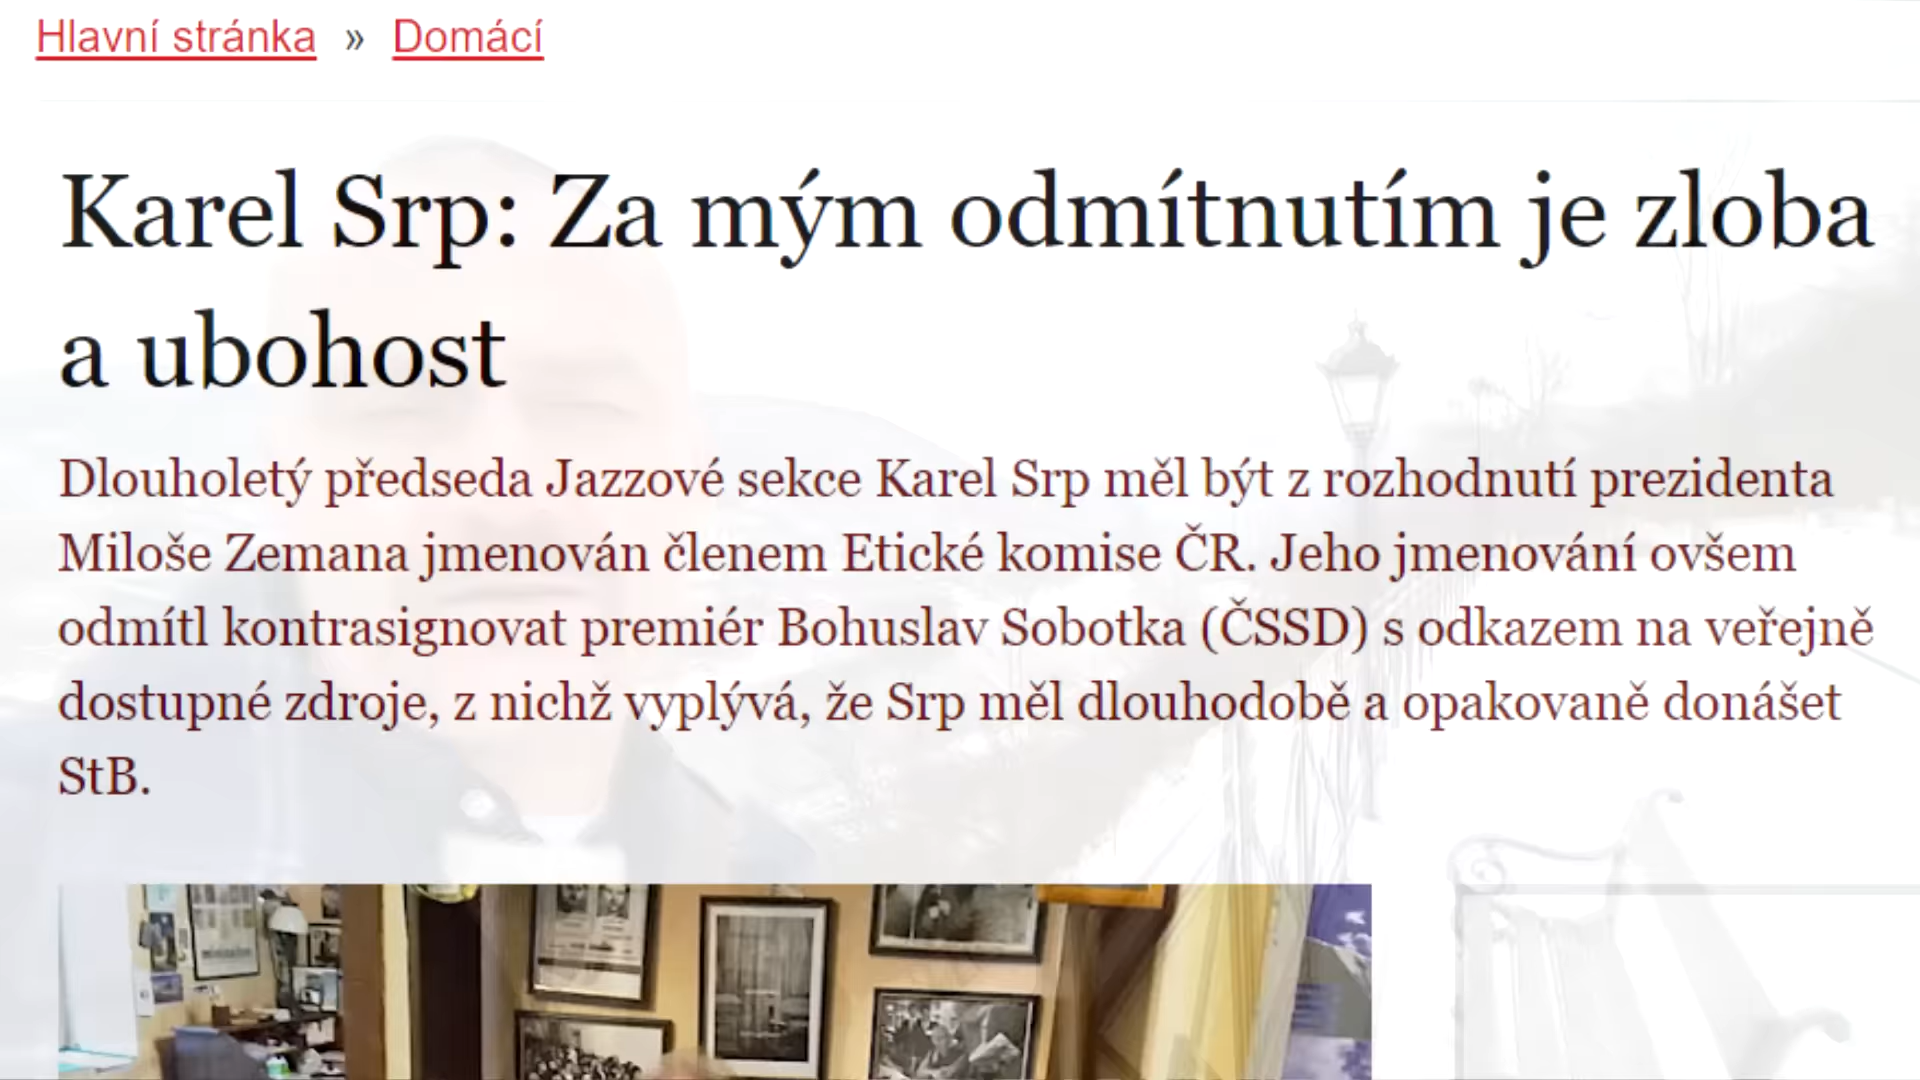 Hlavní stránka » Domácí
Karel Srp: Za mým odmítnutím je zloba
a ubohost
Dlouholetý předseda Jazzové sekce Karel Srp měl být z rozhodnutí prezidenta
Miloše Zemana jmenován členem Etické komise ČR. Jeho jmenování ovšem
odmítl kontrasignovat premiér Bohuslav Sobotka (ČSSD) s odkazem na veřejně
dostupné zdroje, z nichž vyplývá, že Srp měl dlouhodobě a opakovaně donášet
StB.